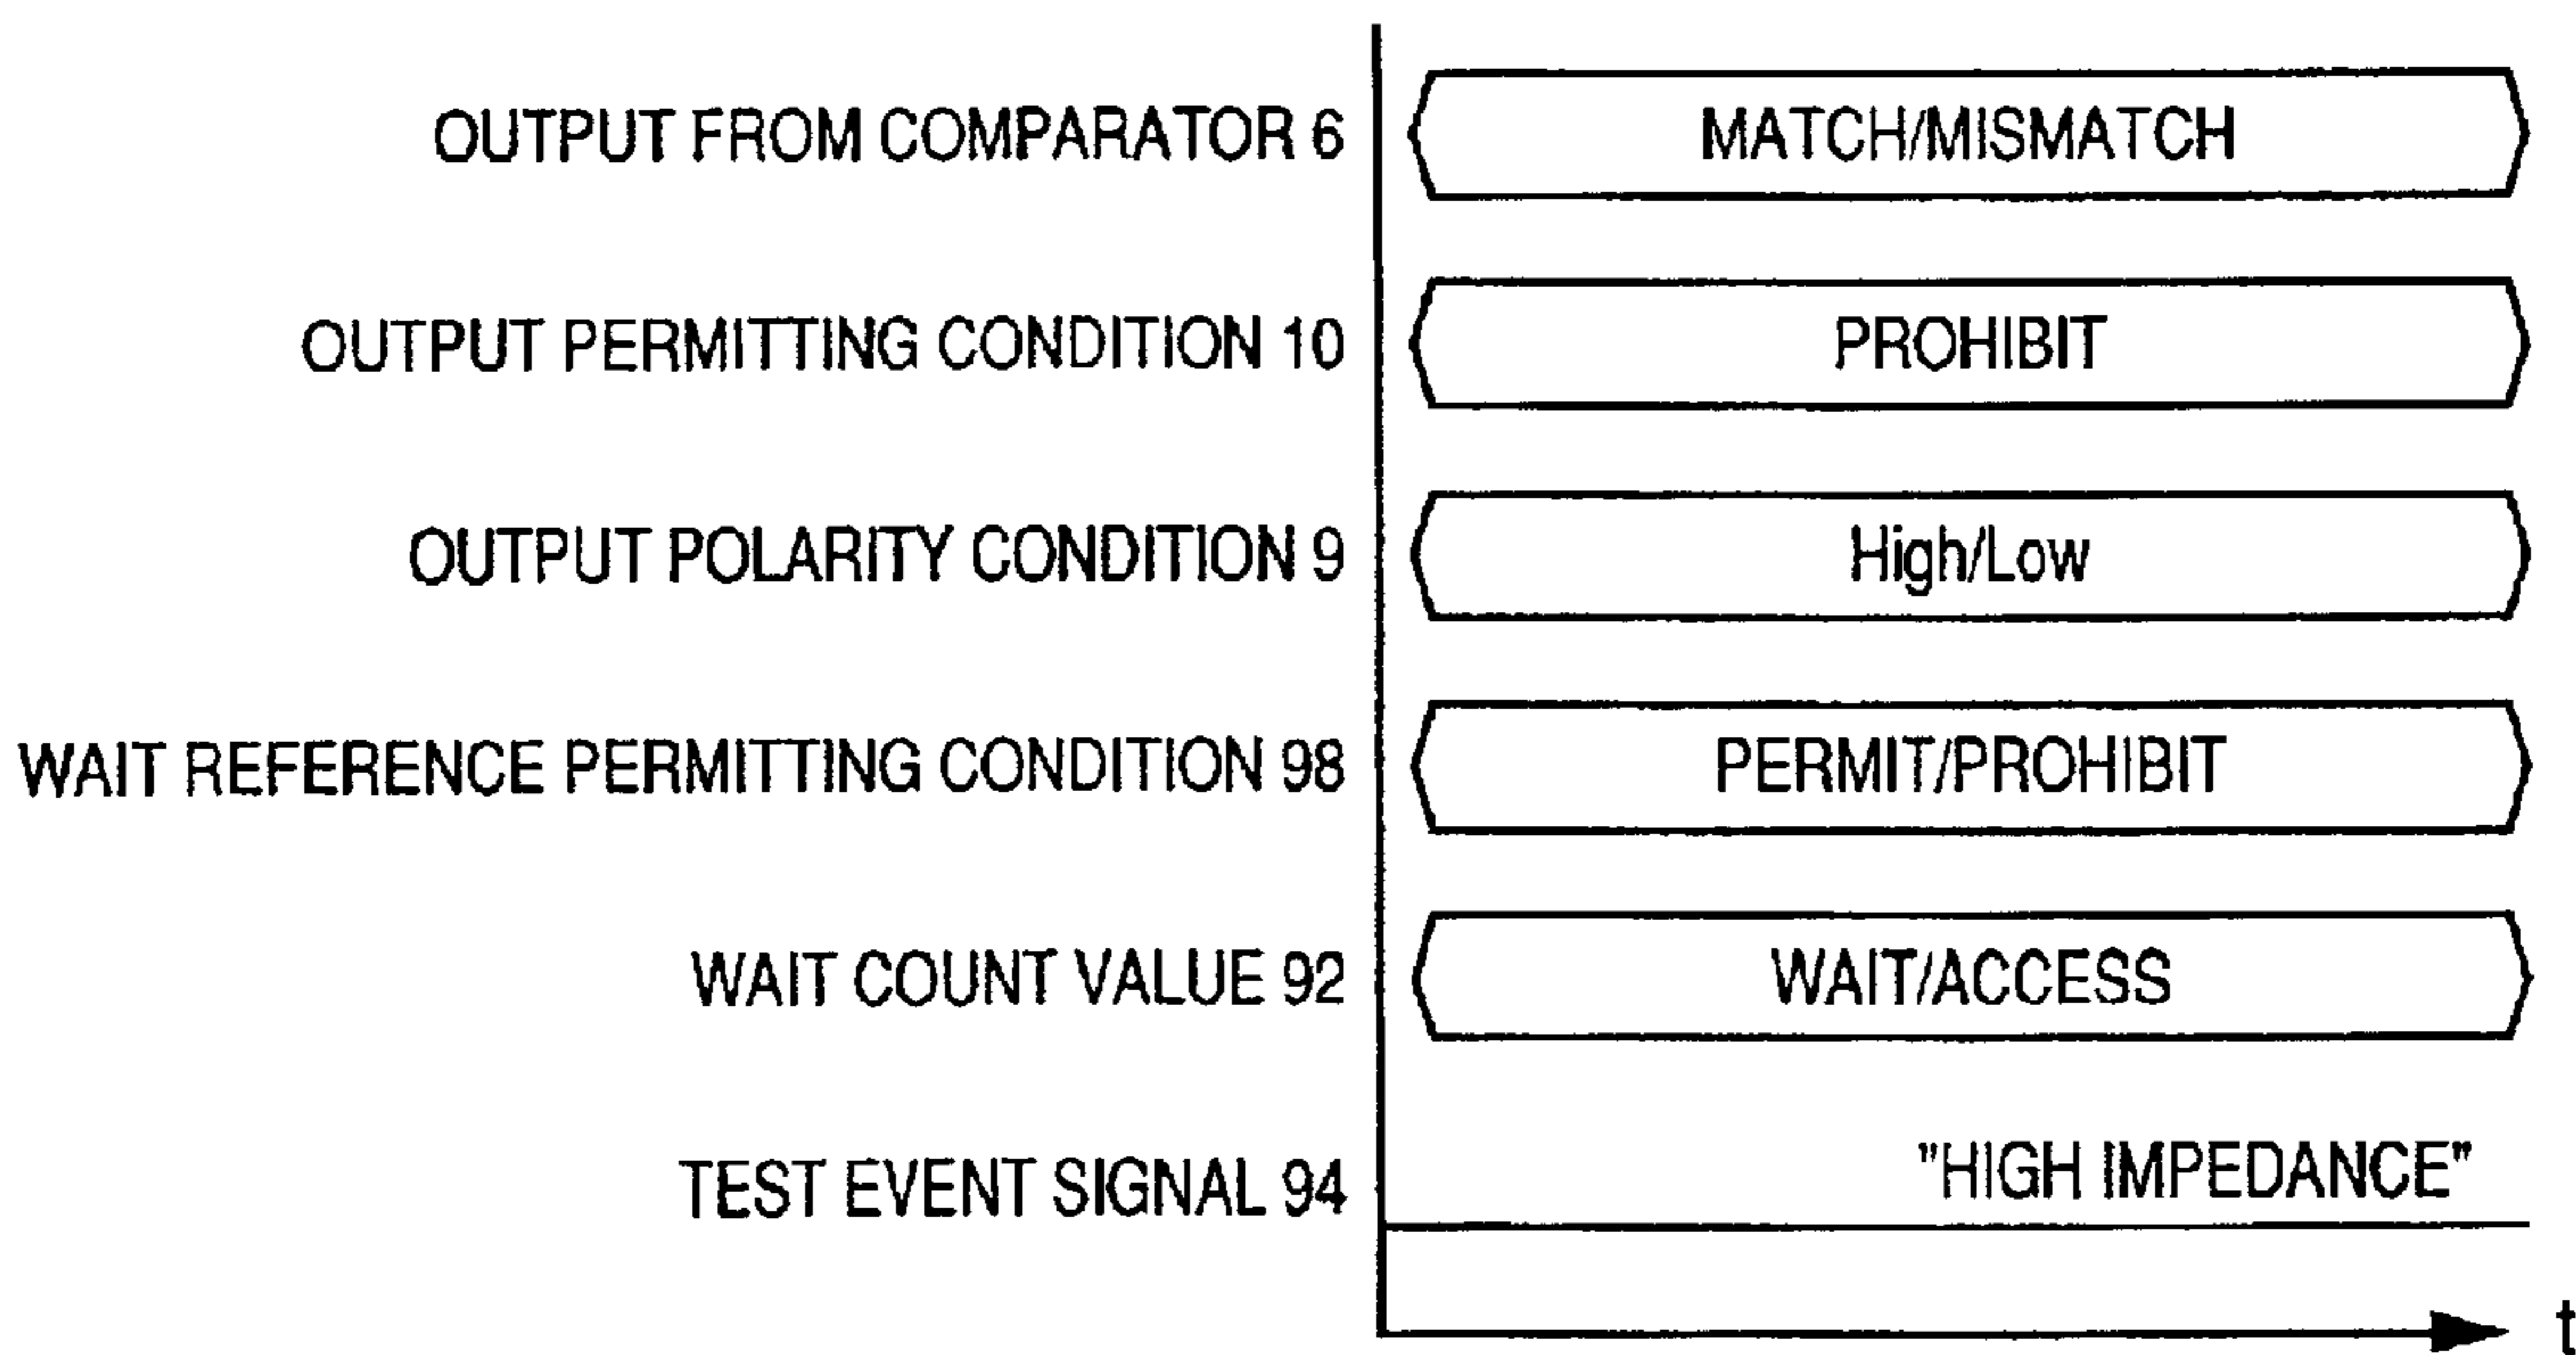 OUTPUT FROM COMPARATOR 6 MATCH/MISMATCH
OUTPUT PERMITTING CONDITION 10 PROHIBIT
OUTPUT POLARITY CONDITION 9 High/Low
WAIT REFERENCE PERMITTING CONDITION 98 PERMIT/PROHIBIT
WAIT COUNT VALUE 92 WAIT/ACCESS
TEST EVENT SIGNAL 94 "HIGH IMPEDANCE"
t